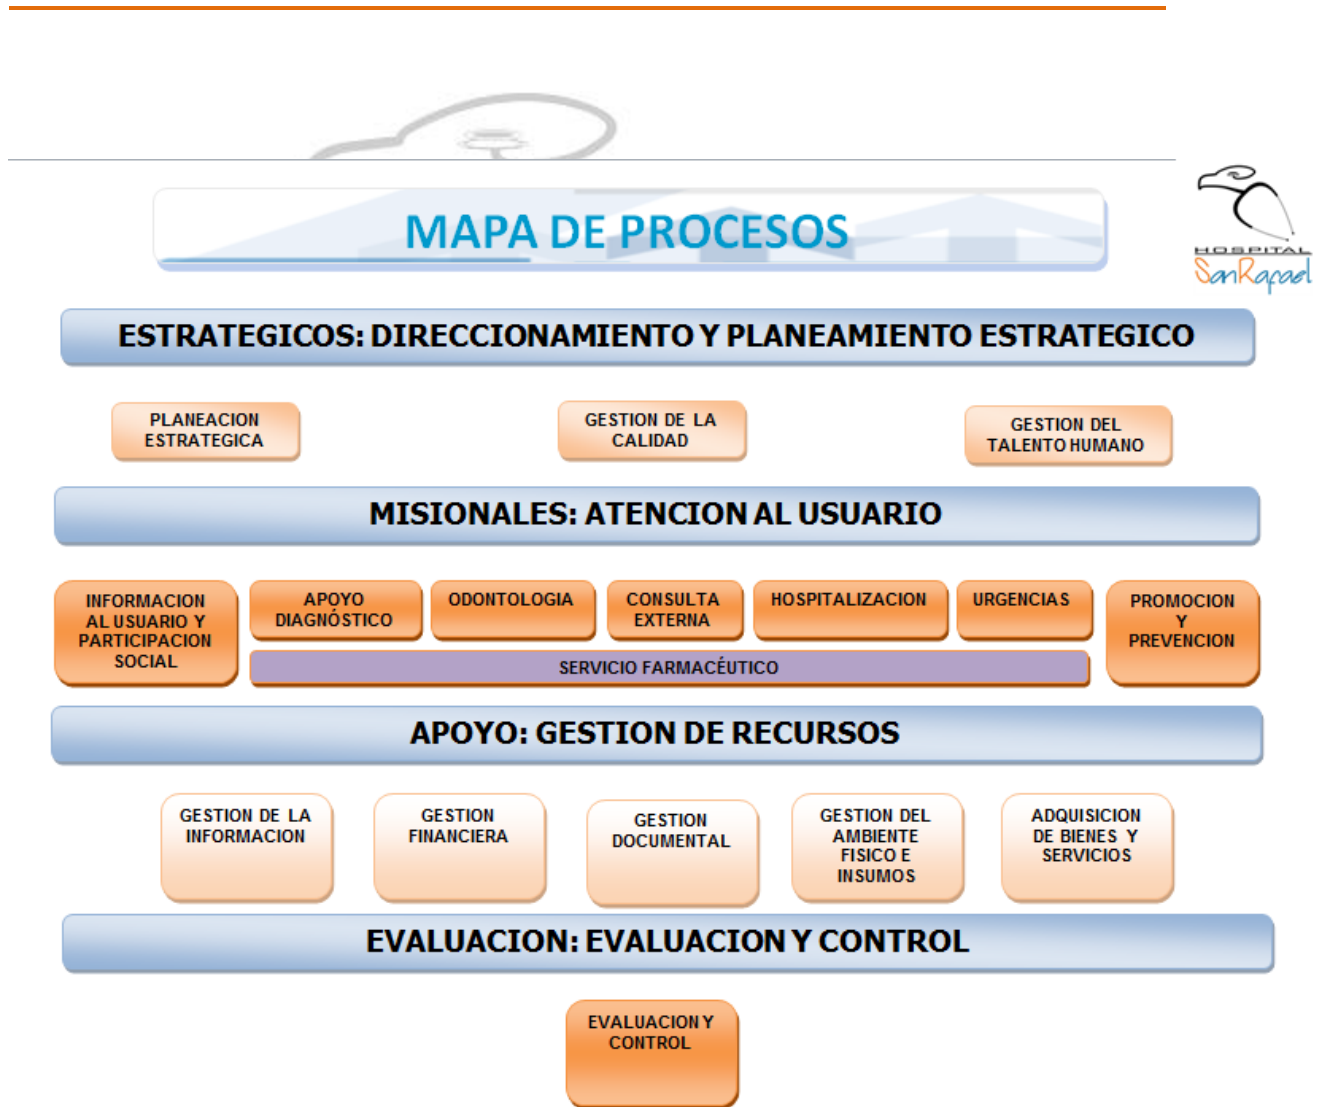 MAPA DE PROCESOS
HOSPITAL
SanRafael
ESTRATEGICOS: DIRECCIONAMIENTO Y PLANEAMIENTO ESTRATEGICO
PLANEACION
ESTRATEGICA
GESTION DE LA
CALIDAD
GESTION DEL
TALENTO HUMANO
MISIONALES: ATENCION AL USUARIO
INFORMACION
AL USUARIO Y
PARTICIPACION
SOCIAL
APOYO
DIAGNÓSTICO
ODONTOLOGIA
CONSULTA
EXTERNA
HOSPITALIZACION
URGENCIAS
PROMOCION
Y
PREVENCION
SERVICIO FARMACÉUTICO
APOYO: GESTION DE RECURSOS
GESTION DE LA
INFORMACION
GESTION
FINANCIERA
GESTION
DOCUMENTAL
GESTION DEL
AMBIENTE
FISICO E
INSUMOS
ADQUISICION
DE BIENES Y
SERVICIOS
EVALUACION: EVALUACION Y CONTROL
EVALUACION Y
CONTROL